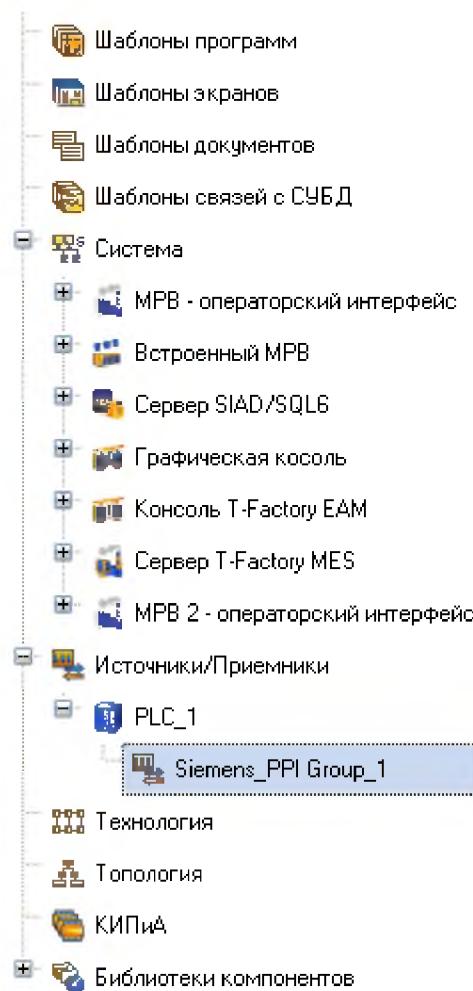 Шаблоны программ
Шаблоны экранов
Шаблоны документов
Шаблоны связей с СУБД
Система
МРВ - операторский интерфейс
Встроенный МРВ
Сервер SIAD/SQL6
Графическая косоль
Консоль T-Factory EAM
Сервер T-Factory MES
МРВ 2 - операторский интерфейс
Источники/Приемники
PLC_1
Siemens_PPI Group_1
Технология
Топология
КИПиА
Библиотеки компонентов